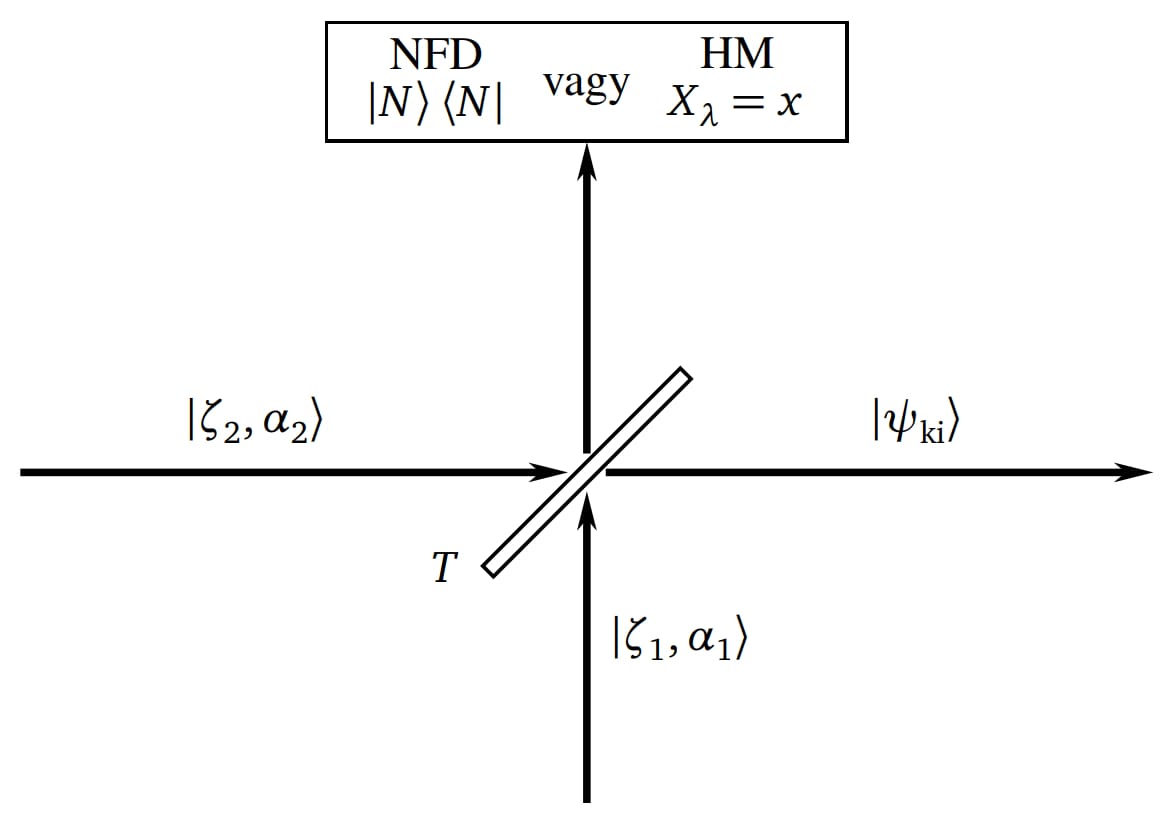 NFD vagy HM
|N⟩⟨N| X_λ = x
|ζ₂, α₂⟩
|ψ_ki⟩
T
|ζ₁, α₁⟩